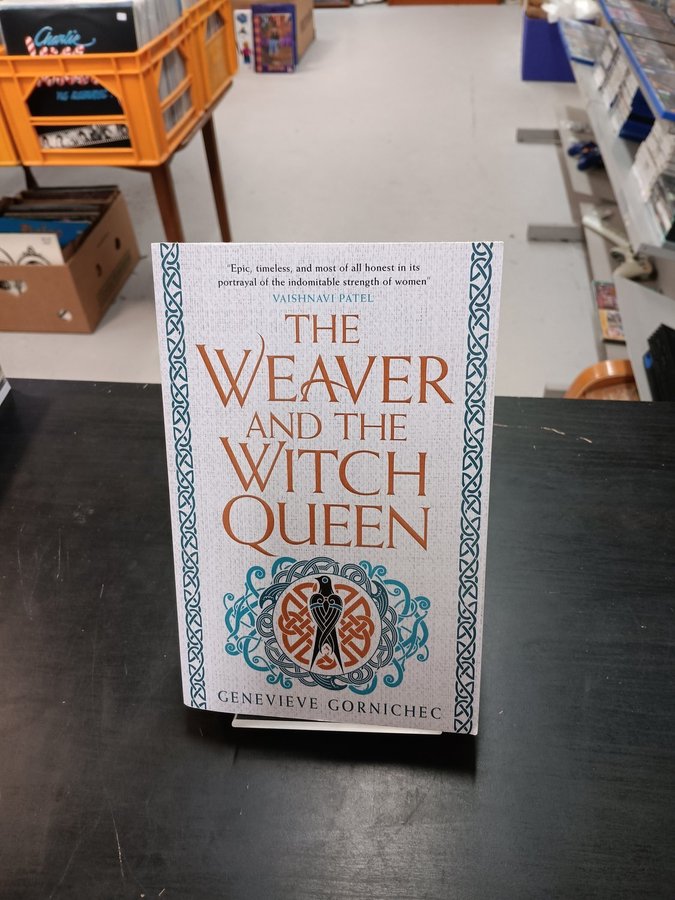 Charlie
"Epic, timeless, and most of all honest in its
portrayal of the indomitable strength of women"
VAISHNAVI PATEL
THE
WEAVER
AND THE
WITCH
QUEEN
GENEVIEVE GORNICHEC